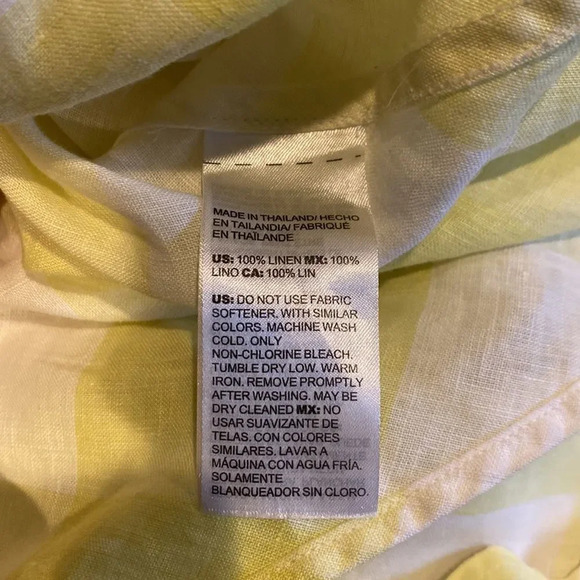 MADE IN THAILAND/ HECHO
EN TAILANDIA/ FABRIQUÉ
EN THAÏLANDE
US: 100% LINEN MX: 100%
LINO CA: 100% LIN
US: DO NOT USE FABRIC
SOFTENER. WITH SIMILAR
COLORS. MACHINE WASH
COLD. ONLY
NON-CHLORINE BLEACH.
TUMBLE DRY LOW. WARM
IRON. REMOVE PROMPTLY
AFTER WASHING. MAY BE
DRY CLEANED MX: NO
USAR SUAVIZANTE DE
TELAS. CON COLORES
SIMILARES. LAVAR A
MÁQUINA CON AGUA FRÍA.
SOLAMENTE
BLANQUEADOR SIN CLORO.